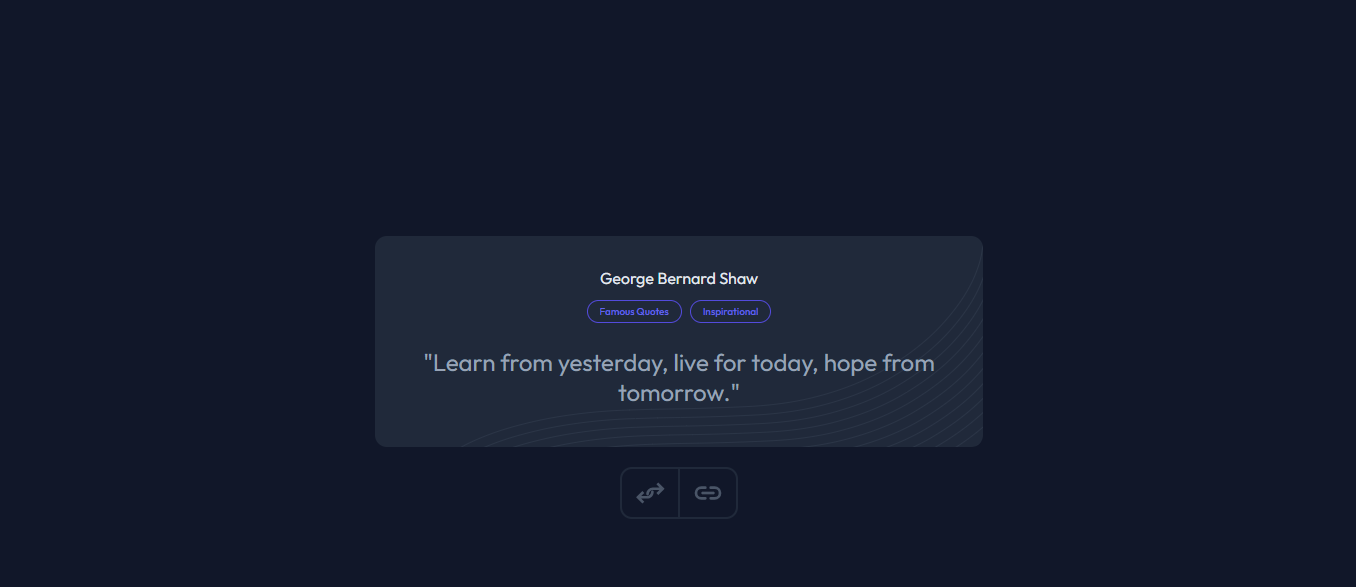 George Bernard Shaw
Famous Quotes Inspirational
"Learn from yesterday, live for today, hope from
tomorrow."